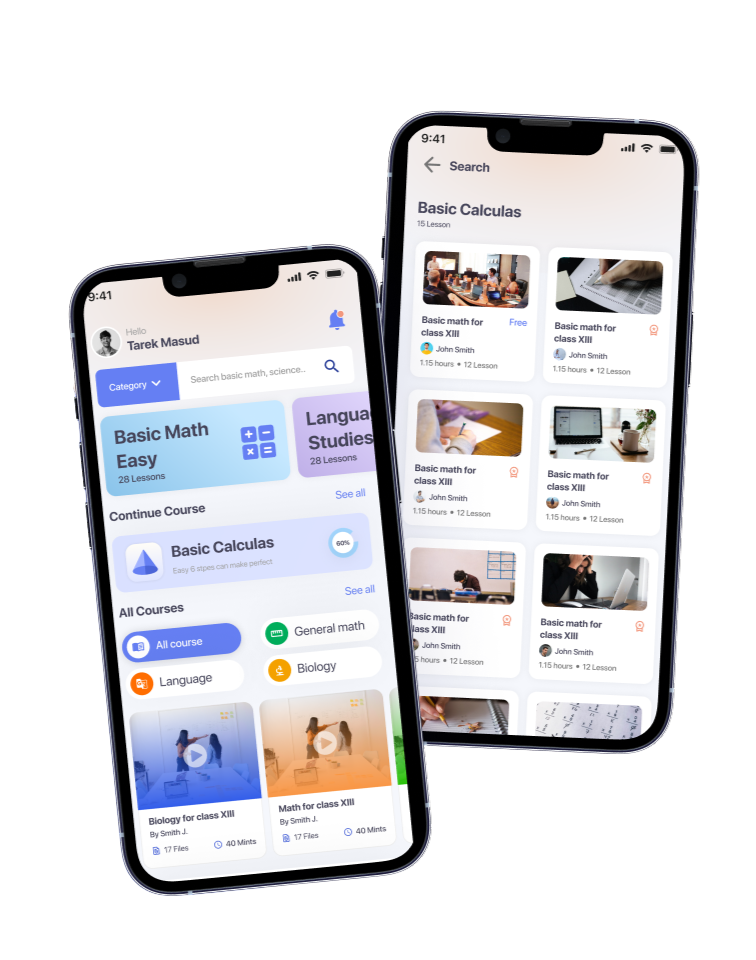 9:41
Search
Basic Calculas
15 Lesson
Basic math for
class XIII
Free
John Smith
1.15 hours • 12 Lesson
Basic math for
class XIII
John Smith
1.15 hours • 12 Lesson
Basic math for
class XIII
John Smith
1.15 hours • 12 Lesson
Basic math for
class XIII
John Smith
1.15 hours • 12 Lesson
Basic math for
class XIII
John Smith
hours • 12 Lesson
Basic math for
class XIII
John Smith
1.15 hours • 12 Lesson
9:41
Hello
Tarek Masud
Category
Search basic math, science..
Basic Math
Easy
28 Lessons
Langua
Studies
28 Lessons
Continue Course
See all
Basic Calculas
Easy 6 stpes can make perfect
60%
All Courses
See all
All course
General math
Language
Biology
Biology for class XIII
By Smith J.
17 Files
40 Mints
Math for class XIII
By Smith J.
17 Files
40 Mints